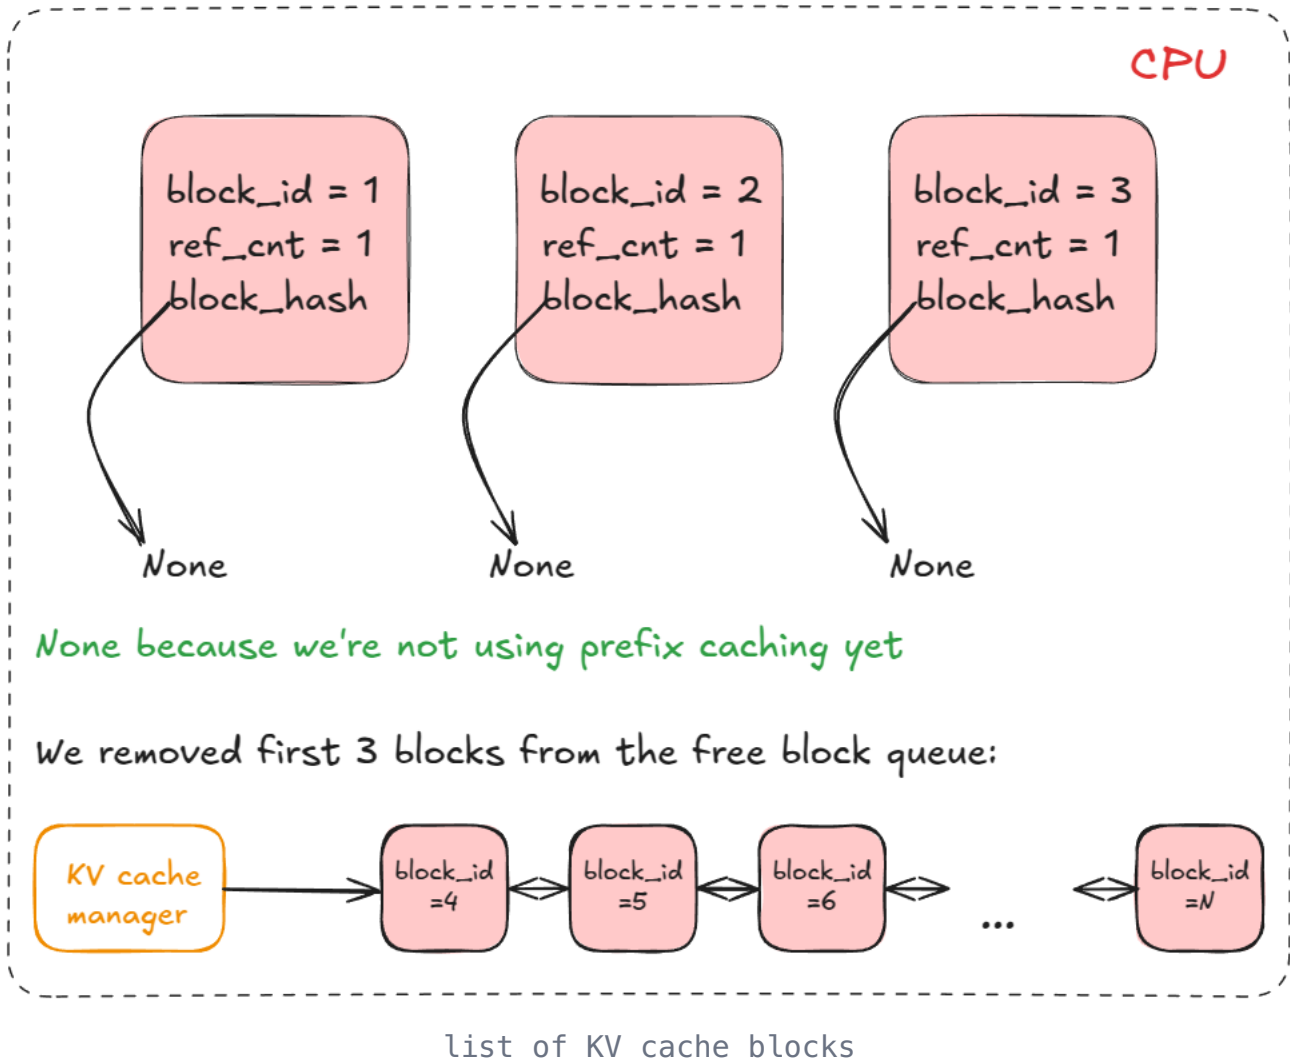 CPU
block_id = 1
ref_cnt = 1
block_hash
block_id = 2
ref_cnt = 1
block_hash
block_id = 3
ref_cnt = 1
block_hash
None
None
None
None because we're not using prefix caching yet
We removed first 3 blocks from the free block queue:
KV cache
manager
block_id
=4
block_id
=5
block_id
=6
...
block_id
=N
list of KV cache blocks